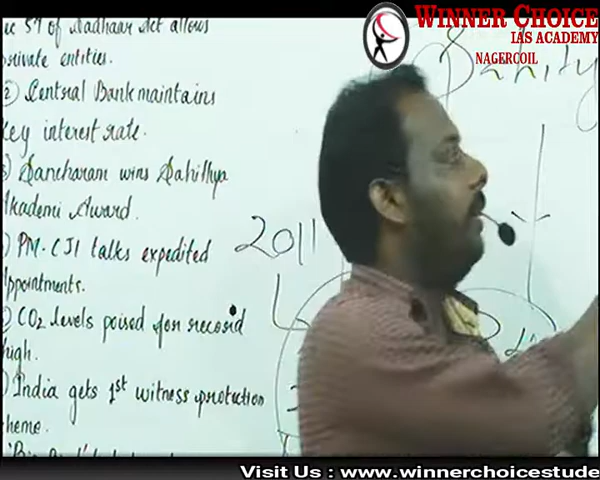 WINNER CHOICE
IAS ACADEMY
NAGERCOIL
57 of Aadhaar Act allows
private entities.
② Central Bank maintains
key interest rate.
Sancharam wins Sahithya
Akademi Award.
PM-CJI talks expedited
Appointments.
CO2 levels poised for record
high.
India gets 1st witness protection
scheme.
2011
Visit Us : www.winnerchoicestude